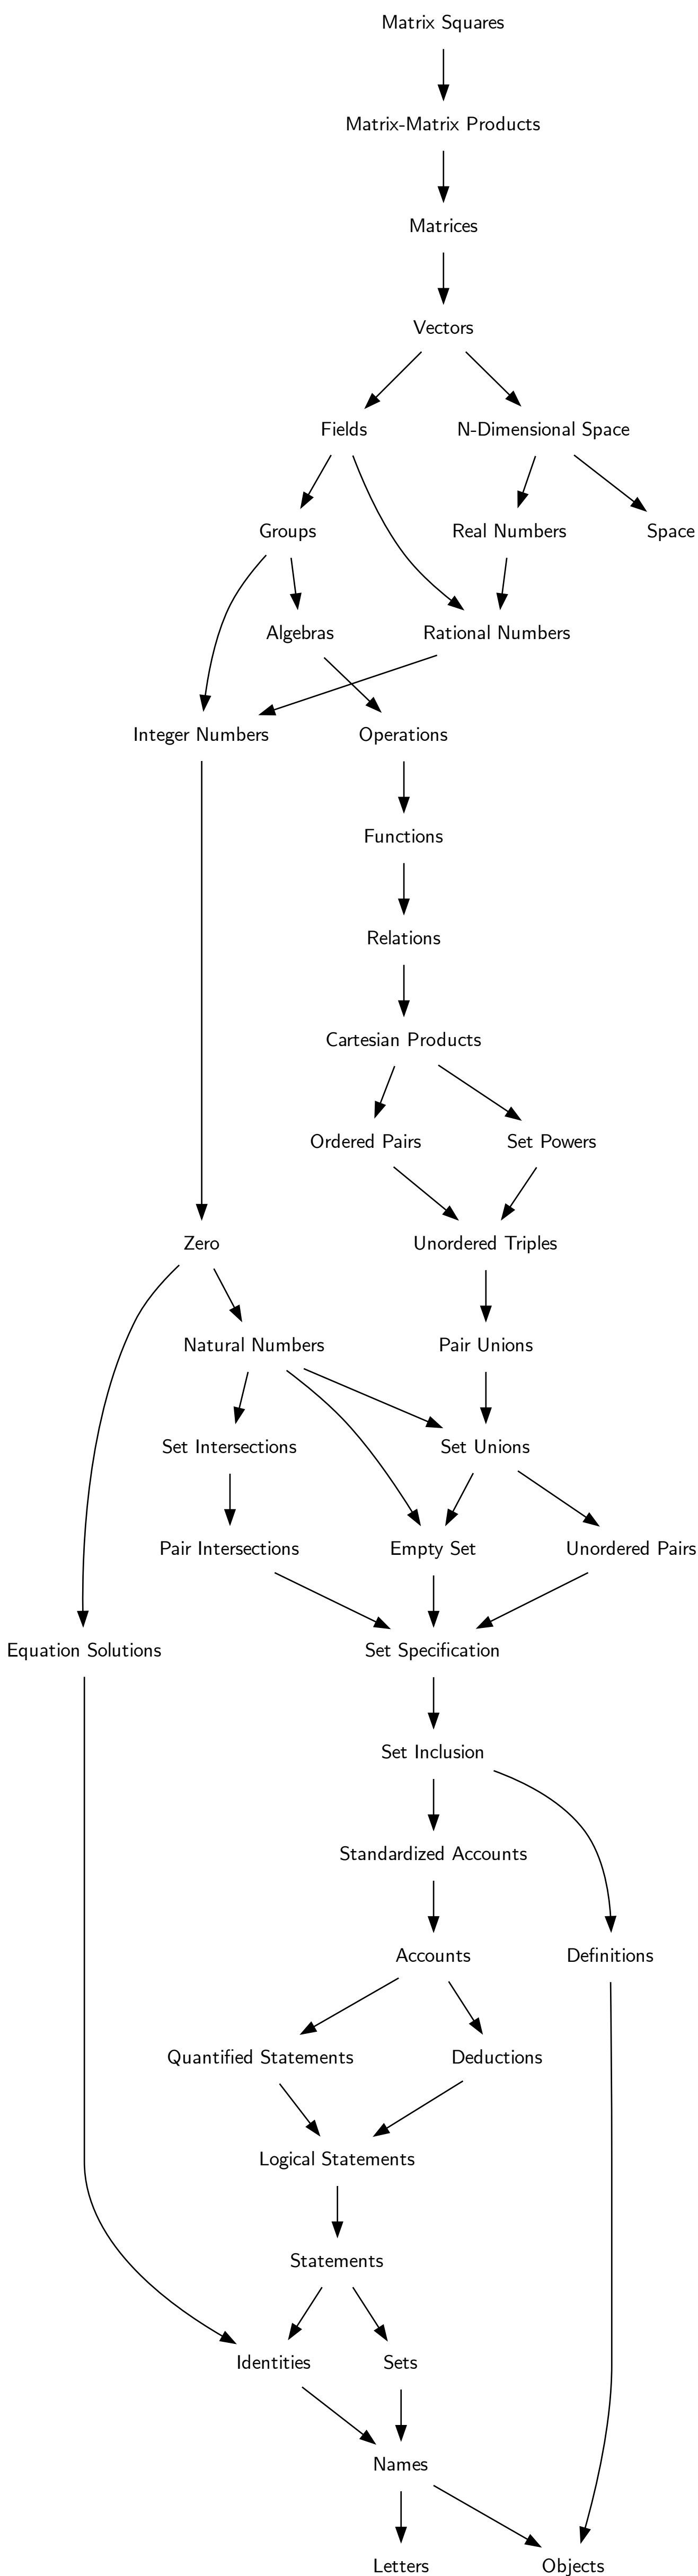 Matrix Squares
Matrix-Matrix Products
Matrices
Vectors
Fields
N-Dimensional Space
Groups
Real Numbers
Space
Algebras
Rational Numbers
Integer Numbers
Operations
Functions
Relations
Cartesian Products
Ordered Pairs
Set Powers
Zero
Unordered Triples
Natural Numbers
Pair Unions
Set Intersections
Set Unions
Pair Intersections
Empty Set
Unordered Pairs
Equation Solutions
Set Specification
Set Inclusion
Standardized Accounts
Accounts
Definitions
Quantified Statements
Deductions
Logical Statements
Statements
Identities
Sets
Names
Letters
Objects